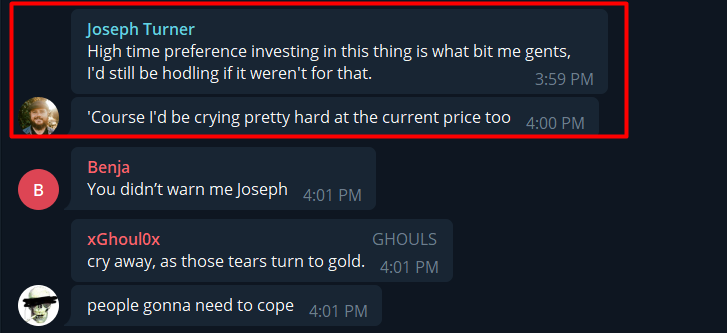 Joseph Turner
High time preference investing in this thing is what bit me gents,
I'd still be hodling if it weren't for that.
3:59 PM
'Course I'd be crying pretty hard at the current price too 4:00 PM
Benja
B
You didn’t warn me Joseph 4:01 PM
xGhoul0x GHOULS
cry away, as those tears turn to gold. 4:01 PM
people gonna need to cope 4:01 PM